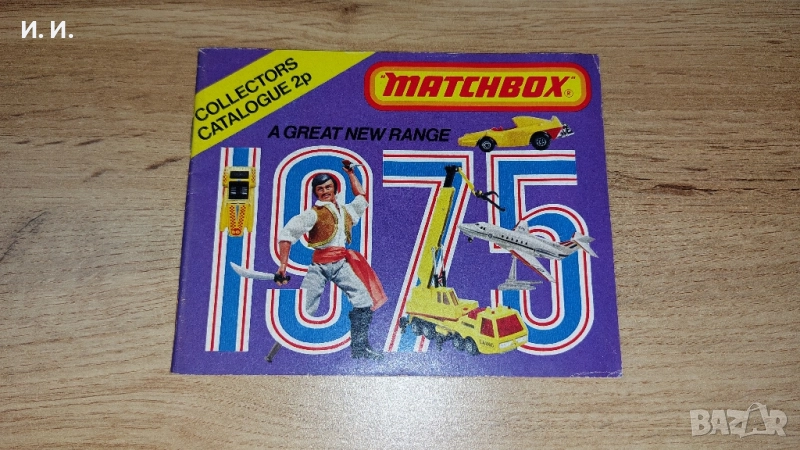 И. И.
COLLECTORS
CATALOGUE 2p
"MATCHBOX"®
A GREAT NEW RANGE
1975
BAZAR